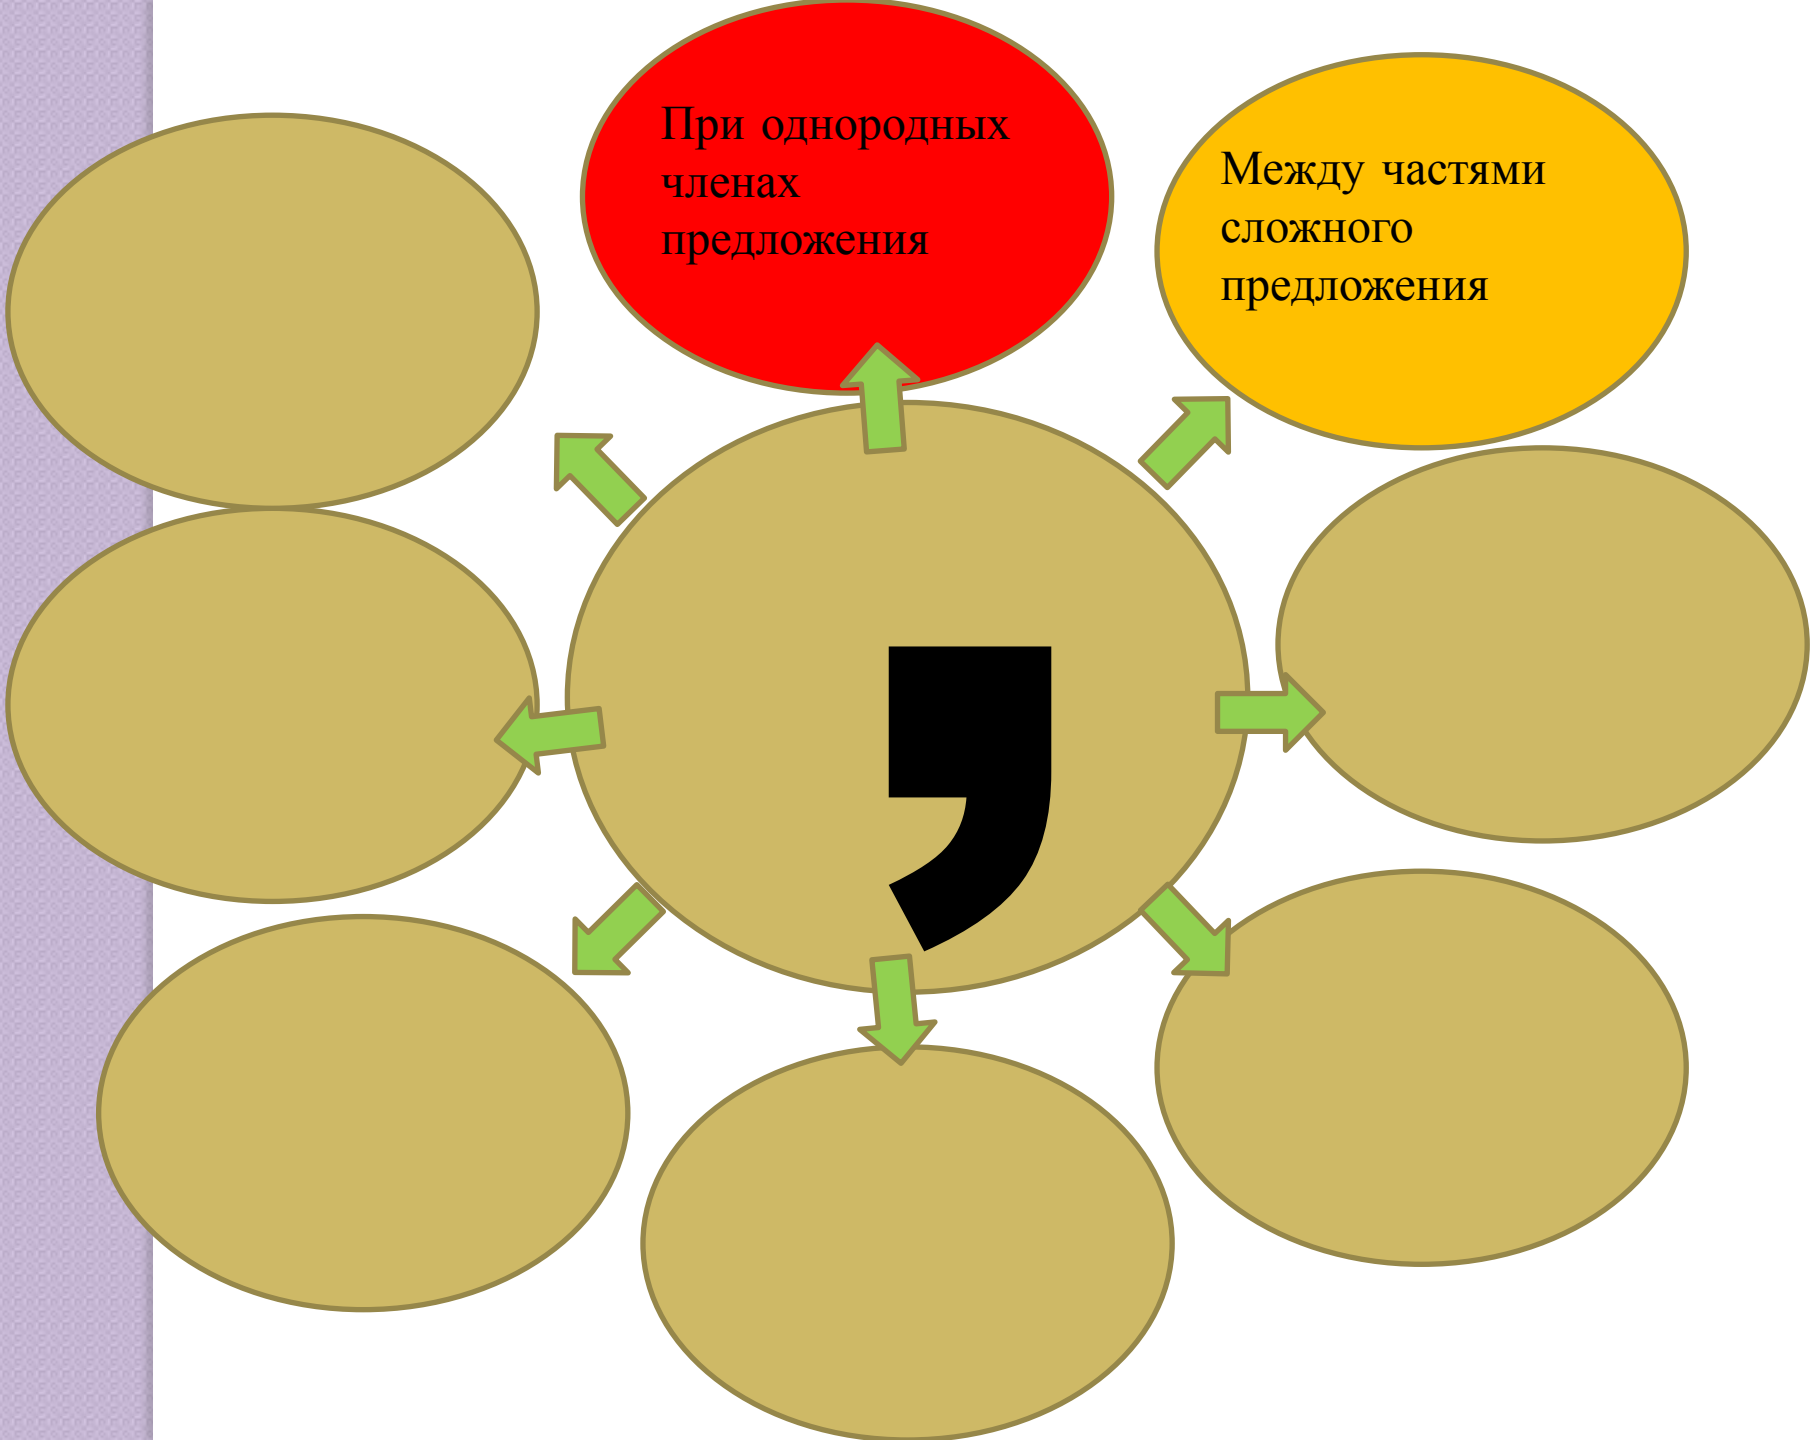 При однородных
членах
предложения
Между частями
сложного
предложения
,